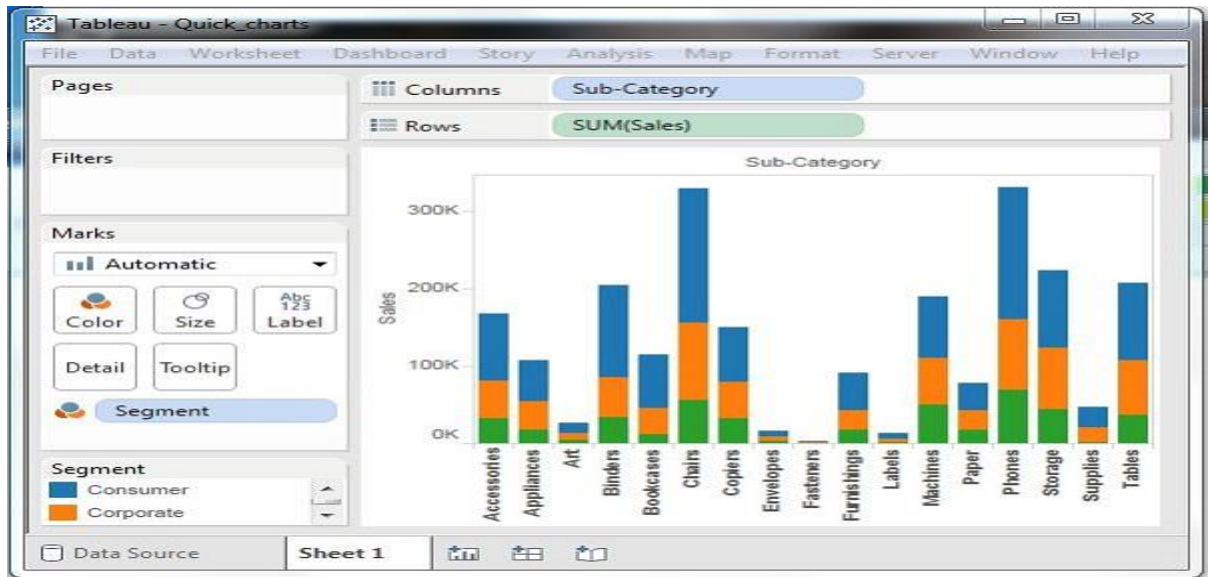 Tableau - Quick_charts
File Data Worksheet Dashboard Story Analysis Map Format Server Window Help
Pages
Columns
Sub-Category
Rows
SUM(Sales)
Filters
Marks
Automatic
Color
Size
Abc
123
Label
Detail
Tooltip
Segment
Segment
Consumer
Corporate
Sub-Category
Sales
300K
200K
100K
0K
Accessories
Appliances
Art
Binders
Bookcases
Chairs
Copiers
Envelopes
Fasteners
Furnishings
Labels
Machines
Paper
Phones
Storage
Supplies
Tables
Data Source
Sheet 1